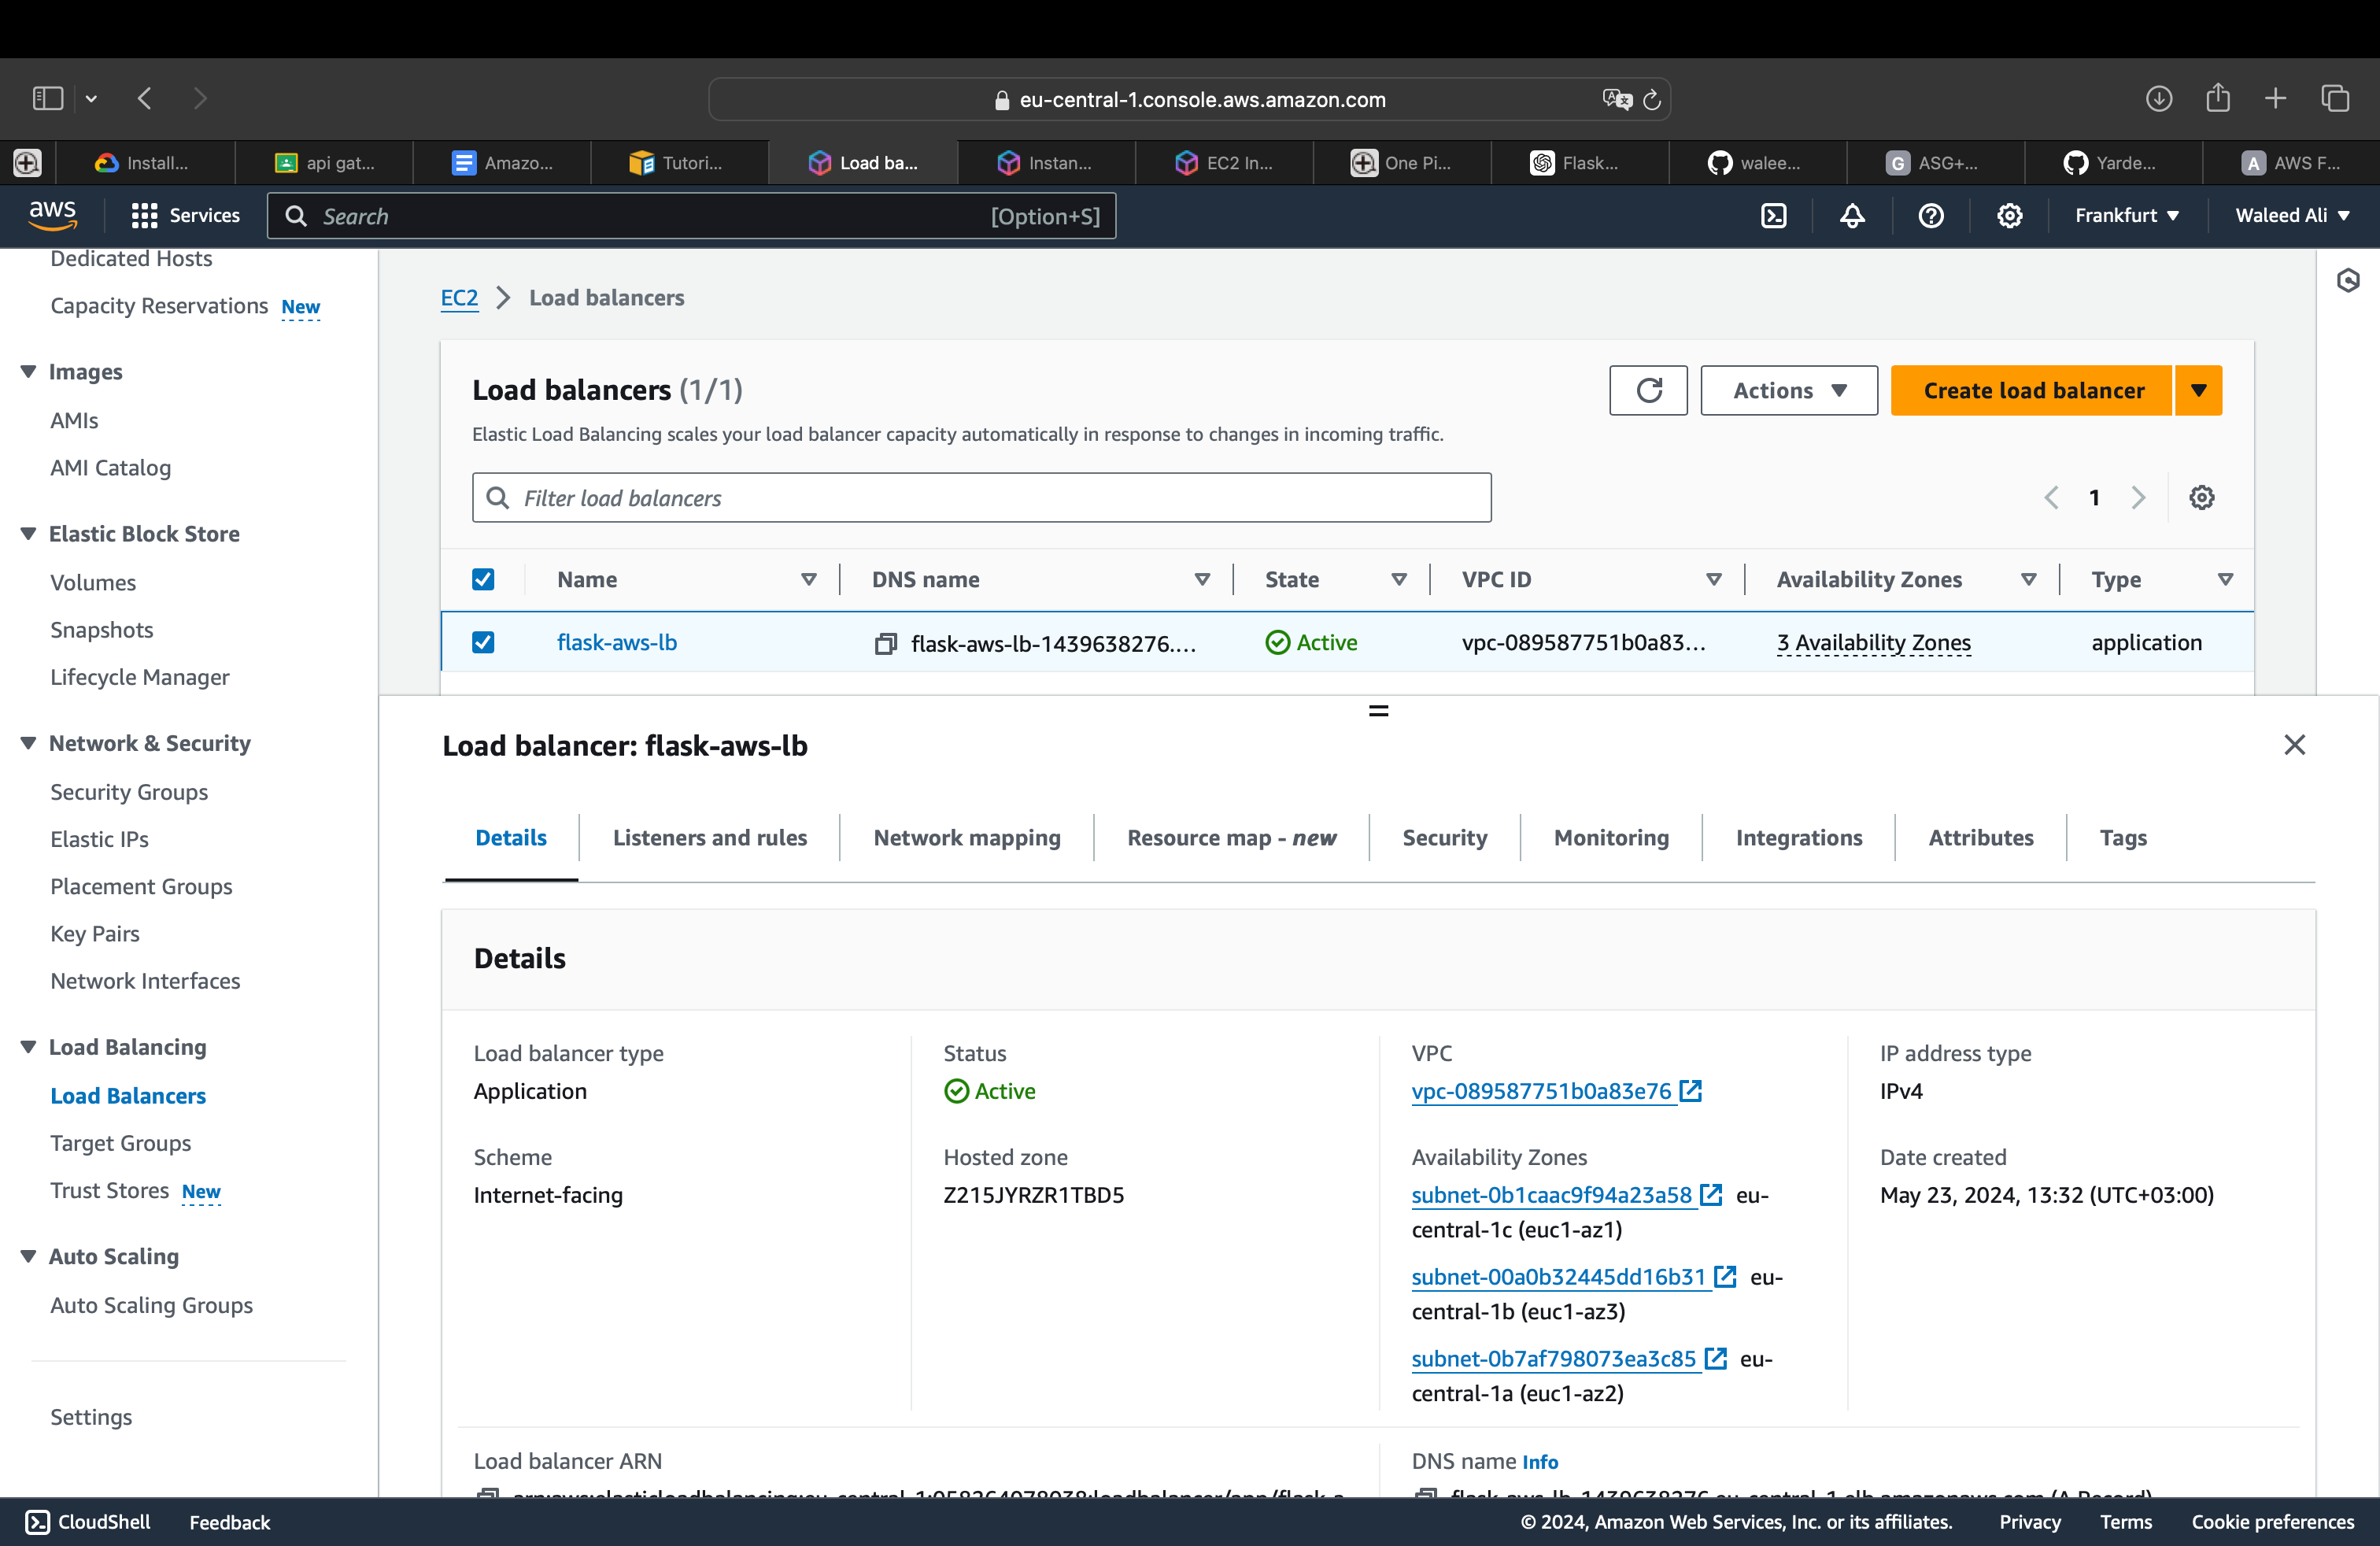 eu-central-1.console.aws.amazon.com
Install... api gat... Amazo... Tutori... Load ba... Instan... EC2 In... One Pi... Flask... walee... G ASG+... Yarde... A AWS F...
aws Services Search [Option+S] Frankfurt Waleed Ali
Dedicated Hosts
Capacity Reservations New
Images
AMIs
AMI Catalog
Elastic Block Store
Volumes
Snapshots
Lifecycle Manager
Network & Security
Security Groups
Elastic IPs
Placement Groups
Key Pairs
Network Interfaces
Load Balancing
Load Balancers
Target Groups
Trust Stores New
Auto Scaling
Auto Scaling Groups
Settings
EC2 Load balancers
Load balancers (1/1)
Actions
Create load balancer
Elastic Load Balancing scales your load balancer capacity automatically in response to changes in incoming traffic.
Filter load balancers
1
Name DNS name State VPC ID Availability Zones Type
flask-aws-lb flask-aws-lb-1439638276.... Active vpc-089587751b0a83... 3 Availability Zones application
Load balancer: flask-aws-lb
Details Listeners and rules Network mapping Resource map - new Security Monitoring Integrations Attributes Tags
Details
Load balancer type
Application
Status
Active
VPC
vpc-089587751b0a83e76
IP address type
IPv4
Scheme
Internet-facing
Hosted zone
Z215JYRZR1TBD5
Availability Zones
subnet-0b1caac9f94a23a58 eu-
central-1c (euc1-az1)
subnet-00a0b32445dd16b31 eu-
central-1b (euc1-az3)
subnet-0b7af798073ea3c85 eu-
central-1a (euc1-az2)
Date created
May 23, 2024, 13:32 (UTC+03:00)
Load balancer ARN
DNS name Info
flask-aws-lb-1439638276.eu-central-1.elb.amazonaws.com (A Record)
CloudShell Feedback © 2024, Amazon Web Services, Inc. or its affiliates. Privacy Terms Cookie preferences